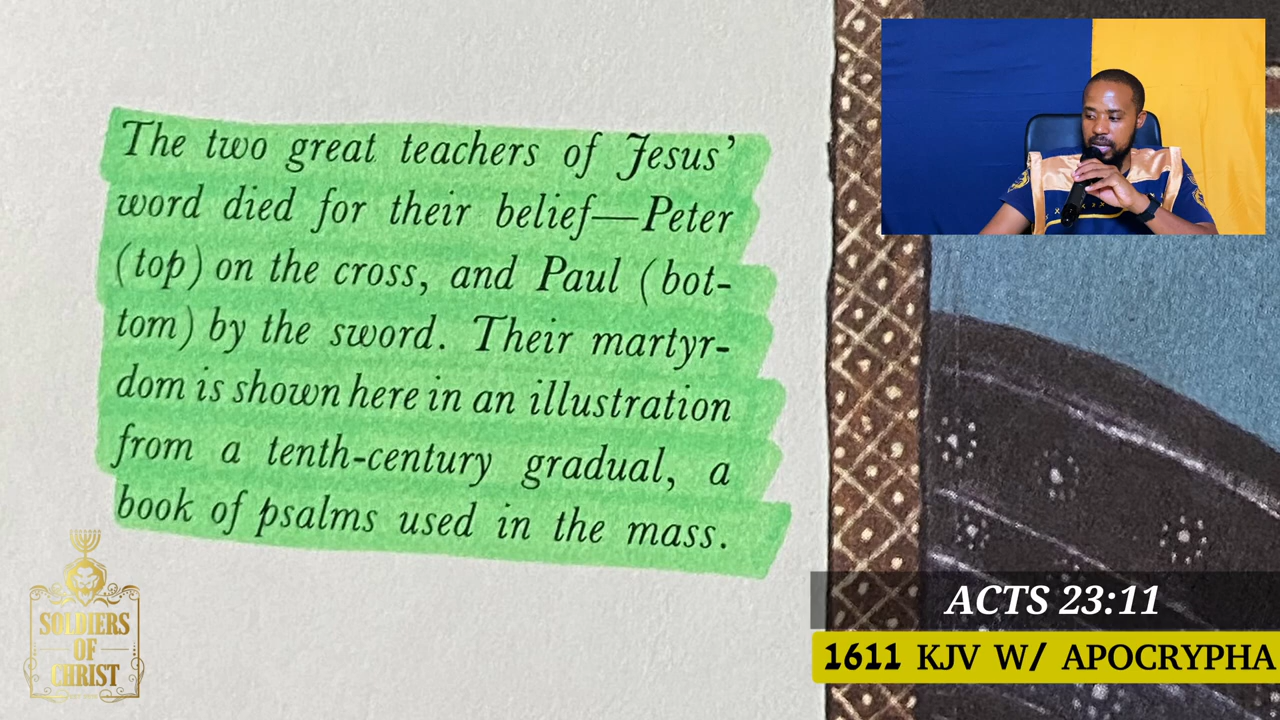 The two great teachers of Jesus'
word died for their belief—Peter
(top) on the cross, and Paul (bot-
tom) by the sword. Their martyr-
dom is shown here in an illustration
from a tenth-century gradual, a
book of psalms used in the mass.
SOLDIERS
OF
CHRIST
ACTS 23:11
1611 KJV W/ APOCRYPHA